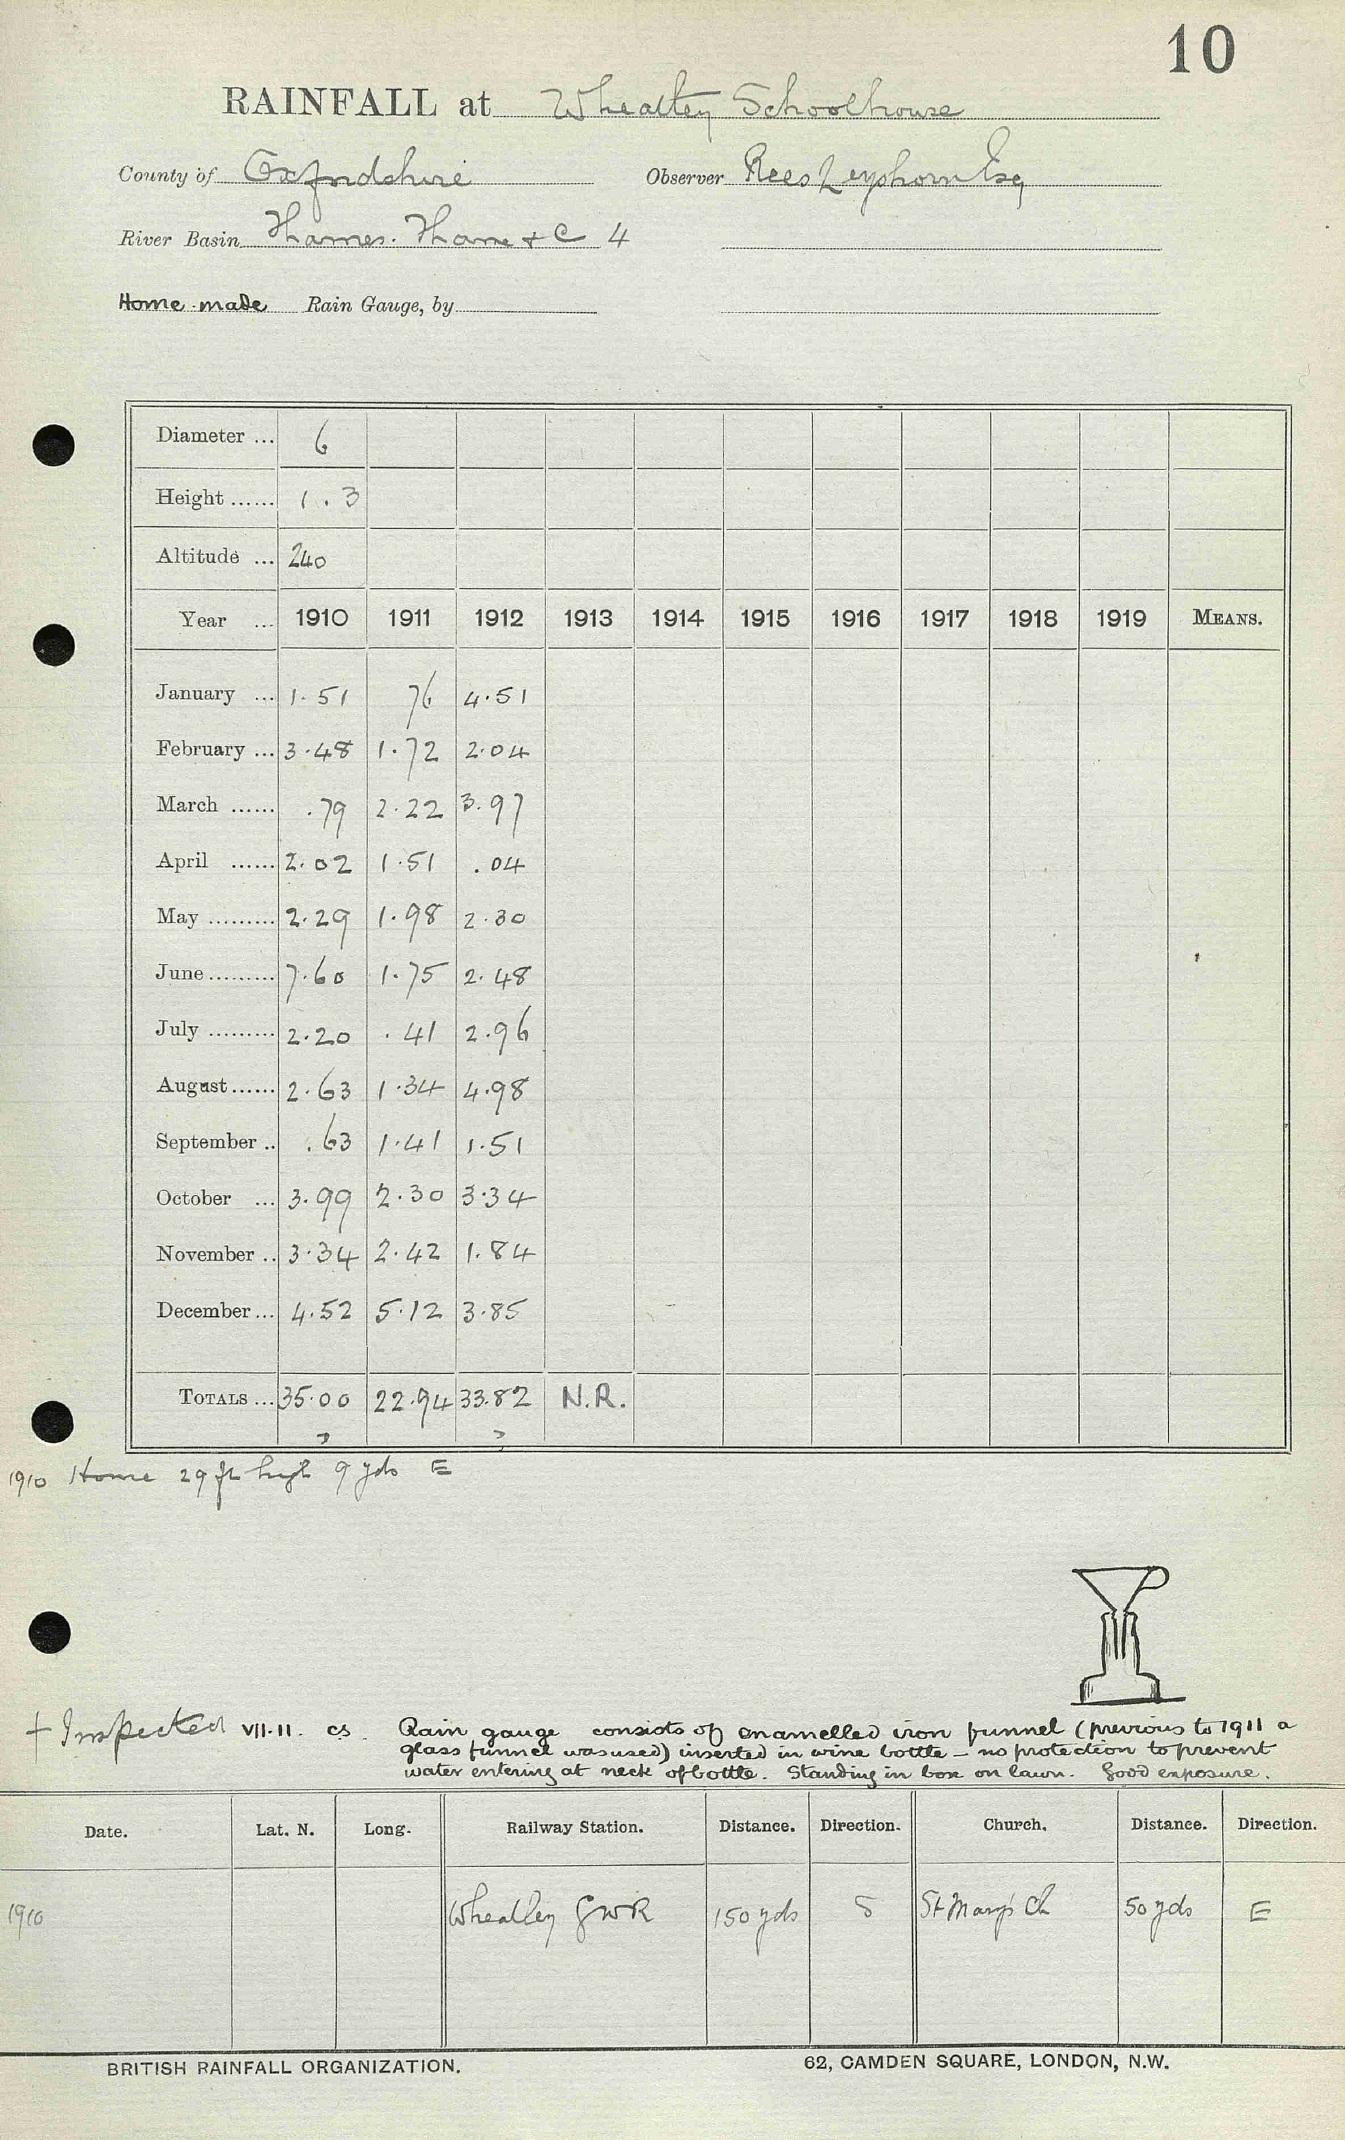 10
RAINFALL at Wheatley Schoolhouse
County of Oxfordshire Observer Rees Leyshorn Esq
River Basin Thames. Thame & C 4
Home-made Rain Gauge, by
Diameter ... 6
Height ...... 1.3
Altitude ... 240
Year ... 1910 1911 1912 1913 1914 1915 1916 1917 1918 1919 MEANS.
January ... 1.51 76 4.51
February ... 3.48 1.72 2.04
March ...... .79 2.22 3.97
April ...... 2.02 1.51 .04
May ......... 2.29 1.98 2.30
June ......... 7.60 1.75 2.48
July ......... 2.20 .41 2.96
August ...... 2.63 1.34 4.98
September .. .63 1.41 1.51
October ... 3.99 2.30 3.34
November .. 3.34 2.42 1.84
December ... 4.52 5.12 3.85
TOTALS ... 35.00 22.94 33.82 N.R.
1910 Home 29 ft high 9 yds E
+ Inspected VII.11. CS. Rain gauge consists of enamelled iron funnel (previous to 1911 a
glass funnel was used) inserted in wine bottle – no protection to prevent
water entering at neck of bottle. Standing in box on lawn. Good exposure.
Date. Lat. N. Long. Railway Station. Distance. Direction. Church. Distance. Direction.
1910 Wheatley GWR 150 yds S St Mary's Ch 50 yds E
BRITISH RAINFALL ORGANIZATION. 62, CAMDEN SQUARE, LONDON, N.W.